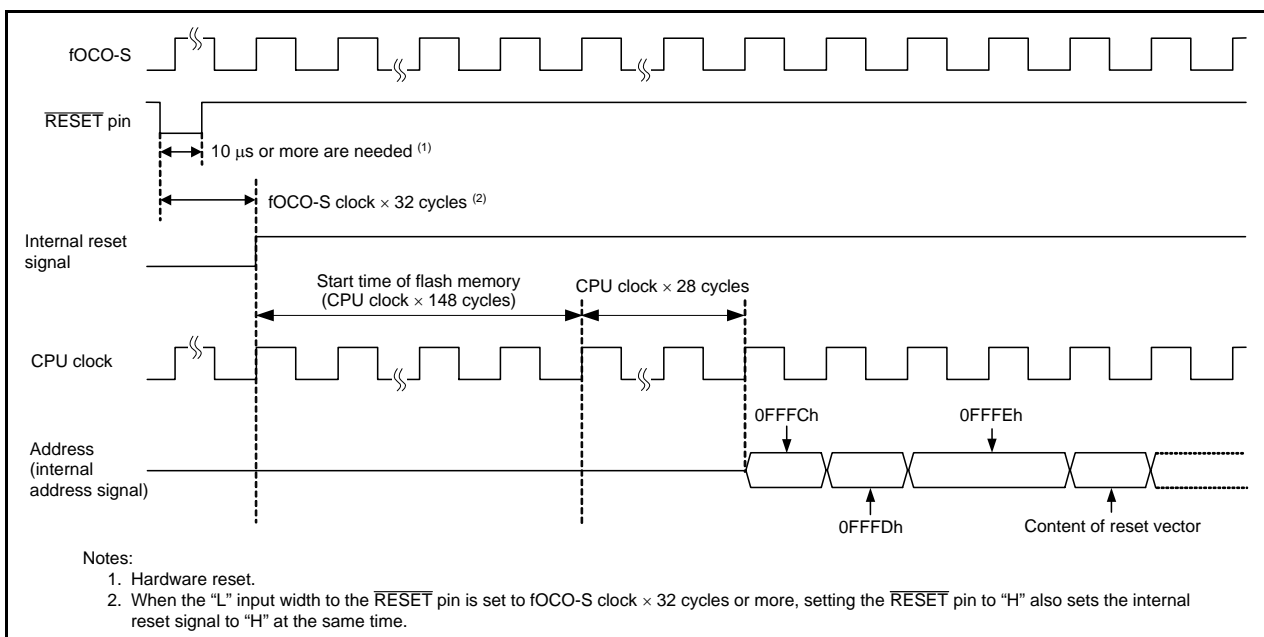 fOCO-S
RESET pin
10 μs or more are needed (1)
fOCO-S clock × 32 cycles (2)
Internal reset
signal
Start time of flash memory
(CPU clock × 148 cycles)
CPU clock × 28 cycles
CPU clock
0FFFCh
0FFFEh
Address
(internal
address signal)
0FFFDh
Content of reset vector
Notes:
1. Hardware reset.
2. When the “L” input width to the RESET pin is set to fOCO-S clock × 32 cycles or more, setting the RESET pin to “H” also sets the internal
reset signal to “H” at the same time.